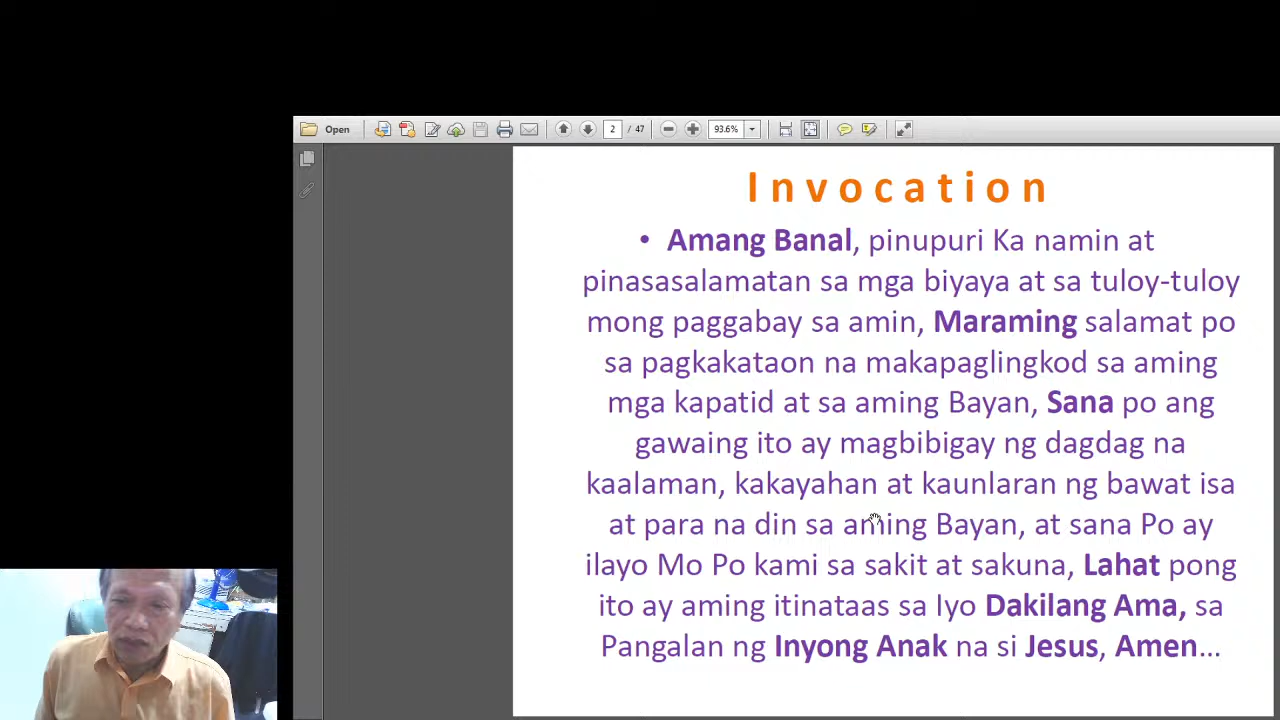 Open 2 / 47 93.6%
Invocation
• Amang Banal, pinupuri Ka namin at
pinasasalamatan sa mga biyaya at sa tuloy-tuloy
mong paggabay sa amin, Maraming salamat po
sa pagkakataon na makapaglingkod sa aming
mga kapatid at sa aming Bayan, Sana po ang
gawaing ito ay magbibigay ng dagdag na
kaalaman, kakayahan at kaunlaran ng bawat isa
at para na din sa aming Bayan, at sana Po ay
ilayo Mo Po kami sa sakit at sakuna, Lahat pong
ito ay aming itinataas sa Iyo Dakilang Ama, sa
Pangalan ng Inyong Anak na si Jesus, Amen...